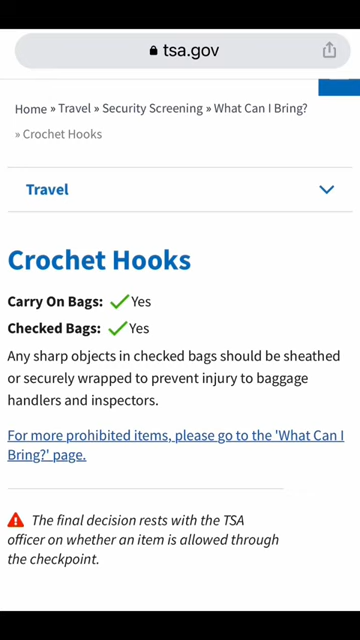 tsa.gov
Home » Travel » Security Screening » What Can I Bring?
» Crochet Hooks
Travel
Crochet Hooks
Carry On Bags: Yes
Checked Bags: Yes
Any sharp objects in checked bags should be sheathed
or securely wrapped to prevent injury to baggage
handlers and inspectors.
For more prohibited items, please go to the 'What Can I
Bring?' page.
The final decision rests with the TSA
officer on whether an item is allowed through
the checkpoint.